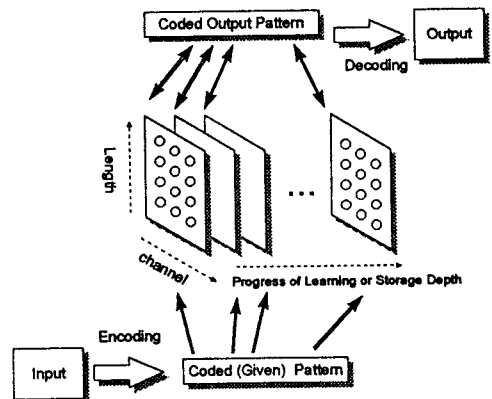 Coded Output Pattern
Output
Decoding
Length
channel
...
Progress of Learning or Storage Depth
Encoding
Input
Coded (Given) Pattern